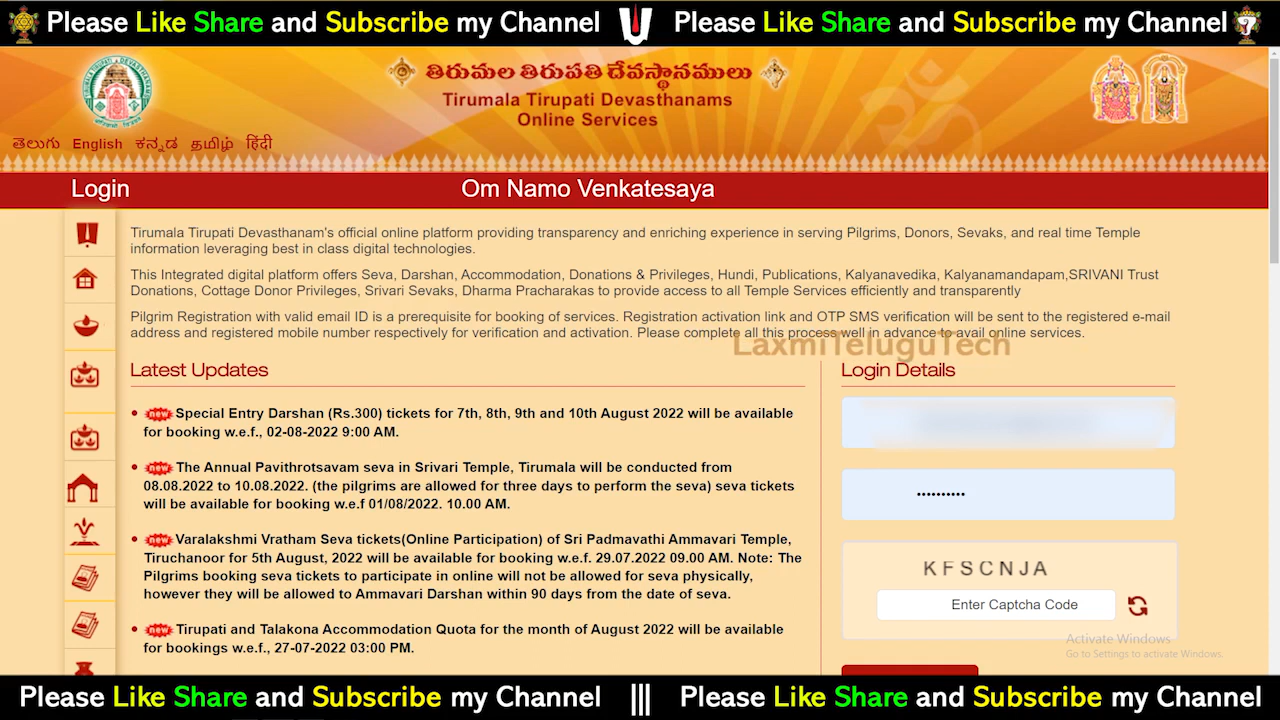 Please Like Share and Subscribe my Channel Please Like Share and Subscribe my Channel
తిరుమల తిరుపతి దేవస్థానములు
Tirumala Tirupati Devasthanams
Online Services
తెలుగు English ಕನ್ನಡ தமிழ் हिंदी
Login Om Namo Venkatesaya
Tirumala Tirupati Devasthanam's official online platform providing transparency and enriching experience in serving Pilgrims, Donors, Sevaks, and real time Temple
information leveraging best in class digital technologies.
This Integrated digital platform offers Seva, Darshan, Accommodation, Donations & Privileges, Hundi, Publications, Kalyanavedika, Kalyanamandapam,SRIVANI Trust
Donations, Cottage Donor Privileges, Srivari Sevaks, Dharma Pracharakas to provide access to all Temple Services efficiently and transparently
Pilgrim Registration with valid email ID is a prerequisite for booking of services. Registration activation link and OTP SMS verification will be sent to the registered e-mail
address and registered mobile number respectively for verification and activation. Please complete all this process well in advance to avail online services.
LaxmiTeluguTech
Latest Updates
new Special Entry Darshan (Rs.300) tickets for 7th, 8th, 9th and 10th August 2022 will be available
for booking w.e.f., 02-08-2022 9:00 AM.
new The Annual Pavithrotsavam seva in Srivari Temple, Tirumala will be conducted from
08.08.2022 to 10.08.2022. (the pilgrims are allowed for three days to perform the seva) seva tickets
will be available for booking w.e.f 01/08/2022. 10.00 AM.
new Varalakshmi Vratham Seva tickets(Online Participation) of Sri Padmavathi Ammavari Temple,
Tiruchanoor for 5th August, 2022 will be available for booking w.e.f. 29.07.2022 09.00 AM. Note: The
Pilgrims booking seva tickets to participate in online will not be allowed for seva physically,
however they will be allowed to Ammavari Darshan within 90 days from the date of seva.
new Tirupati and Talakona Accommodation Quota for the month of August 2022 will be available
for bookings w.e.f., 27-07-2022 03:00 PM.
Login Details
KFSCNJA
Enter Captcha Code
Activate Windows
Go to Settings to activate Windows.
Please Like Share and Subscribe my Channel ||| Please Like Share and Subscribe my Channel